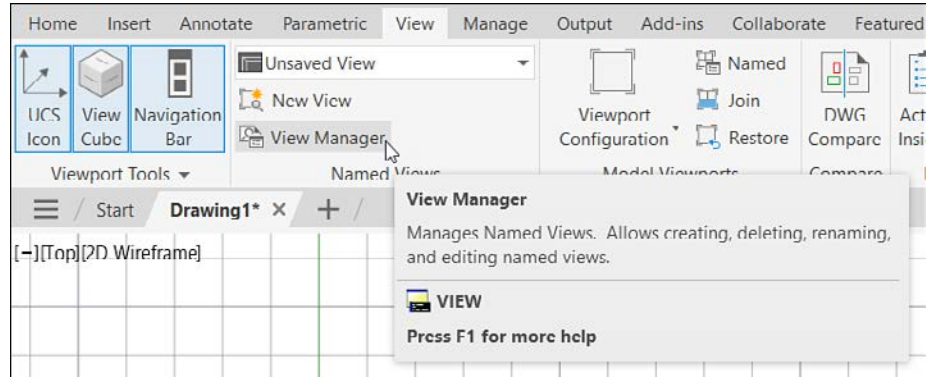 Home Insert Annotate Parametric View Manage Output Add-ins Collaborate Featured
UCS Icon
View Cube
Navigation Bar
Viewport Tools
Unsaved View
New View
View Manager
Named Views
Viewport Configuration
Named
Join
Restore
Model Viewports
DWG Compare
Compare
Start Drawing1*
[−][Top][2D Wireframe]
View Manager
Manages Named Views. Allows creating, deleting, renaming,
and editing named views.
VIEW
Press F1 for more help